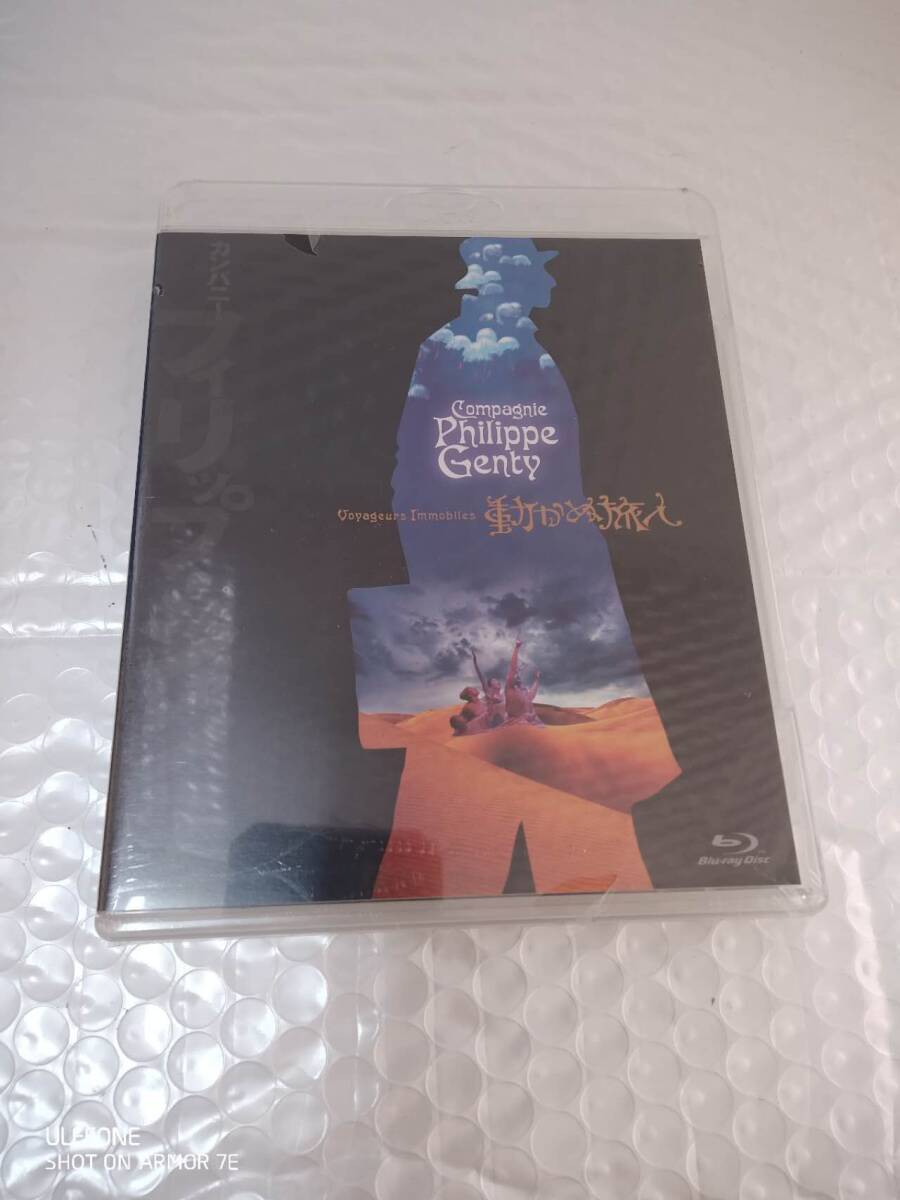 カンパニー
フィリップ
Compagnie
Philippe
Genty
Voyageurs Immobiles 動かぬ旅人
Blu-ray Disc
ULEFONE
SHOT ON ARMOR 7E